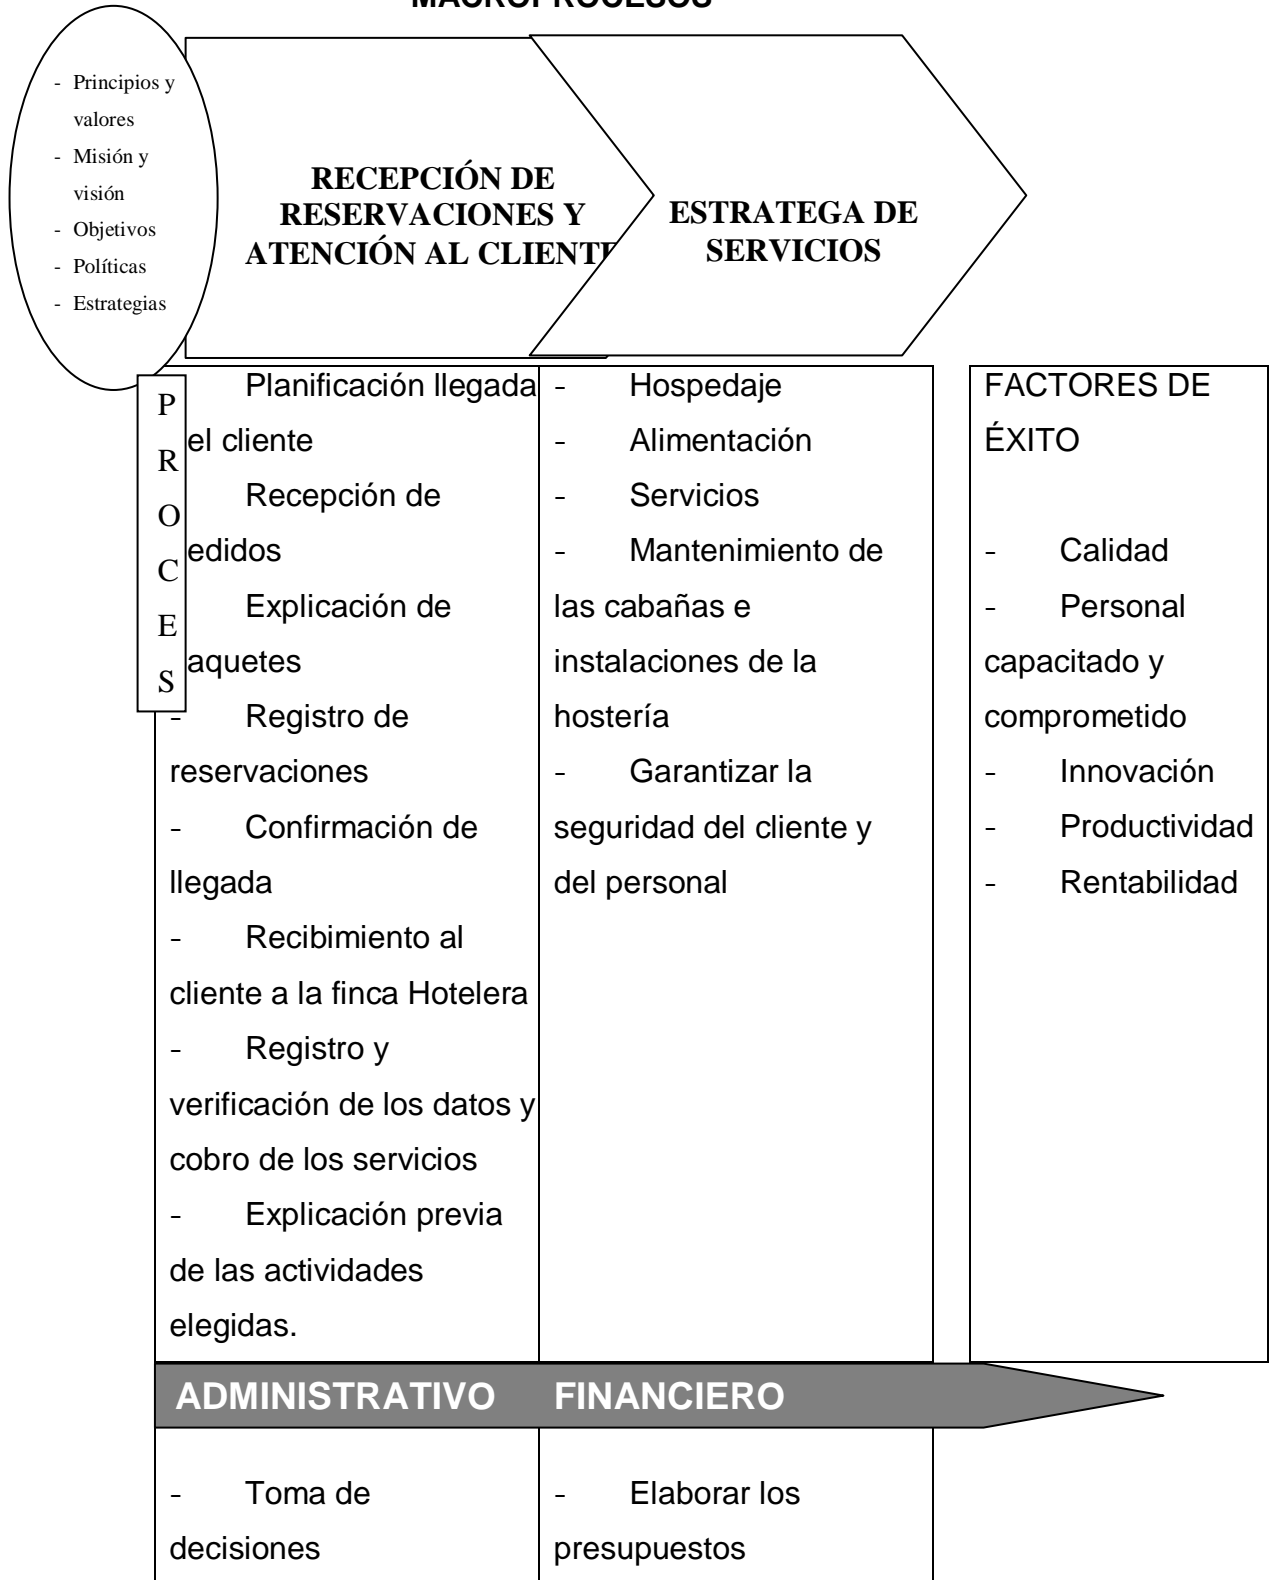 MACROPROCESOS
- Principios y
valores
- Misión y
visión
- Objetivos
- Políticas
- Estrategias
RECEPCIÓN DE
RESERVACIONES Y
ATENCIÓN AL CLIENTE
ESTRATEGA DE
SERVICIOS
P
R
O
C
E
S
Planificación llegada
el cliente
Recepción de
edidos
Explicación de
aquetes
- Registro de
reservaciones
- Confirmación de
llegada
- Recibimiento al
cliente a la finca Hotelera
- Registro y
verificación de los datos y
cobro de los servicios
- Explicación previa
de las actividades
elegidas.
- Hospedaje
- Alimentación
- Servicios
- Mantenimiento de
las cabañas e
instalaciones de la
hostería
- Garantizar la
seguridad del cliente y
del personal
FACTORES DE
ÉXITO
- Calidad
- Personal
capacitado y
comprometido
- Innovación
- Productividad
- Rentabilidad
ADMINISTRATIVO FINANCIERO
- Toma de
decisiones
- Elaborar los
presupuestos